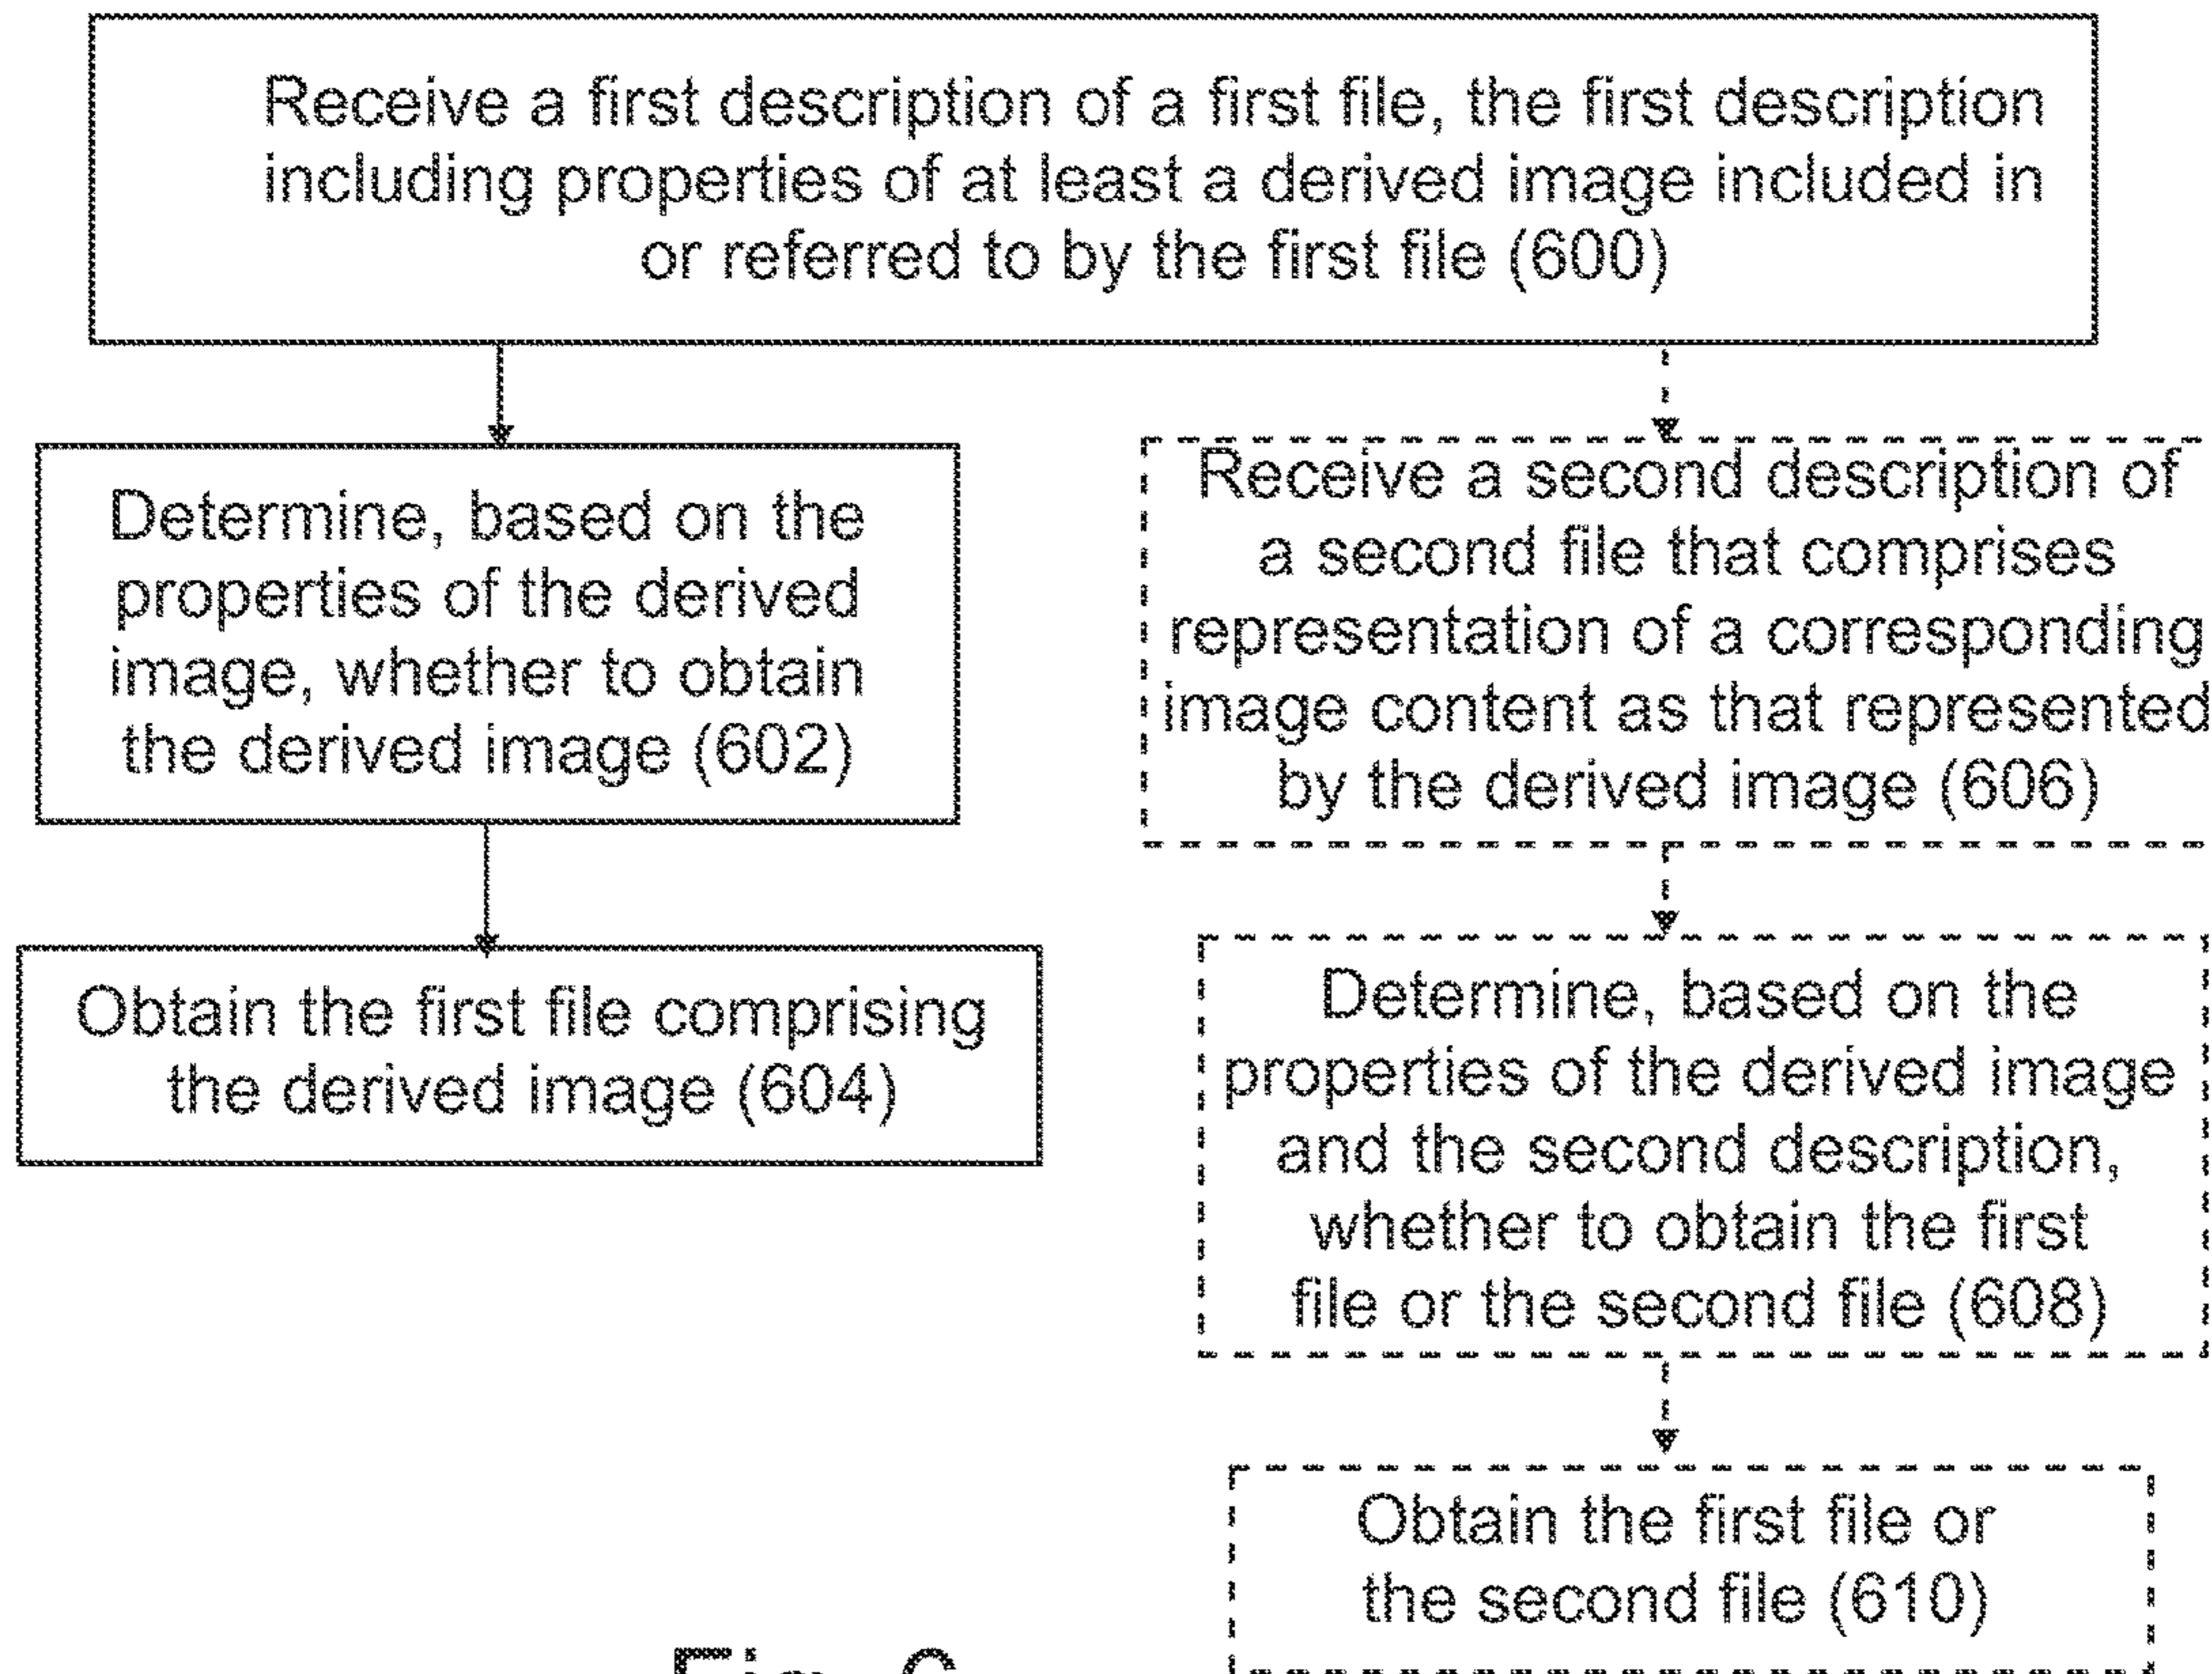 Receive a first description of a first file, the first description
including properties of at least a derived image included in
or referred to by the first file (600)
Determine, based on the
properties of the derived
image, whether to obtain
the derived image (602)
Obtain the first file comprising
the derived image (604)
Receive a second description of
a second file that comprises
representation of a corresponding
image content as that represented
by the derived image (606)
Determine, based on the
properties of the derived image
and the second description,
whether to obtain the first
file or the second file (608)
Obtain the first file or
the second file (610)
Fig. 6